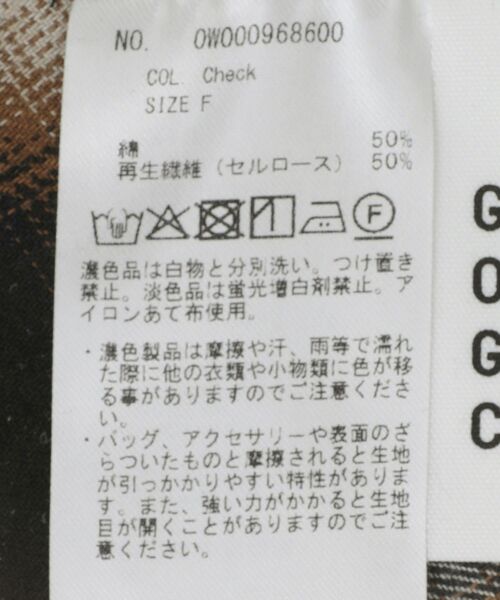 NO. 0W000968600
COL. Check
SIZE F
綿 50%
再生繊維(セルロース) 50%
濃色品は白物と分別洗い。つけ置き
禁止。淡色品は蛍光増白剤禁止。ア
イロンあて布使用。
・濃色製品は摩擦や汗、雨等で濡れ
た際に他の衣類や小物類に色が移
る事がありますのでご注意くださ
い。
・バッグ、アクセサリーや表面のざ
らついたものと摩擦されると生地
が引っかかりやすい特性がありま
す。また、強い力がかかると生地
目が開くことがありますのでご注
意ください。
F
G
O
G
C